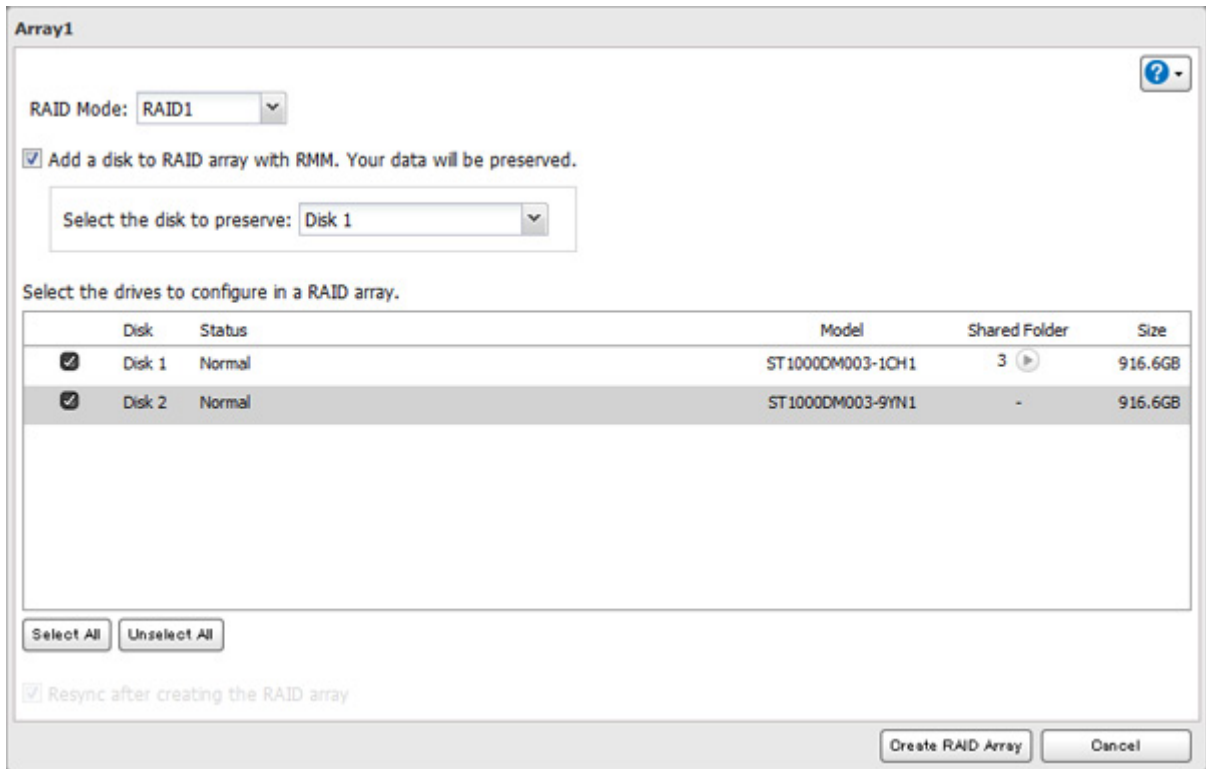 Array1
RAID Mode: RAID1
Add a disk to RAID array with RMM. Your data will be preserved.
Select the disk to preserve: Disk 1
Select the drives to configure in a RAID array.
Disk Status Model Shared Folder Size
Disk 1 Normal ST1000DM003-1CH1 3 916.6GB
Disk 2 Normal ST1000DM003-9YN1 - 916.6GB
Select All Unselect All
Resync after creating the RAID array
Create RAID Array Cancel